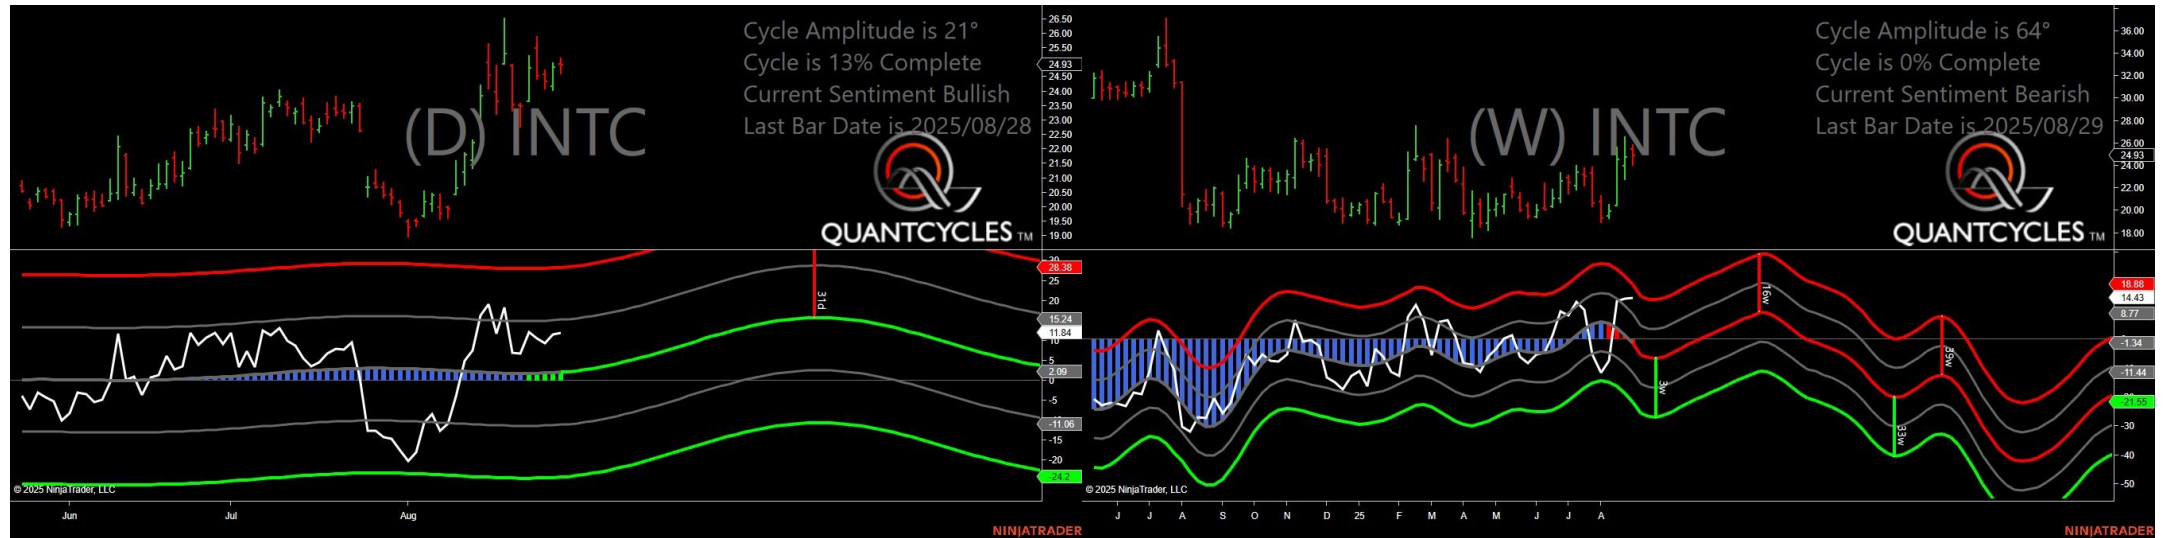 Cycle Amplitude is 21°
Cycle is 13% Complete
Current Sentiment Bullish
Last Bar Date is 2025/08/28
(D) INTC
QUANTCYCLES TM
26.50
26.00
25.50
24.93
24.50
24.00
23.50
23.00
22.50
22.00
21.50
21.00
20.50
20.00
19.50
19.00
30
28.38
25
20
15.24
11.84
10
5
2.09
0
-5
-11.06
-15
-20
-24.2
31d
© 2025 NinjaTrader, LLC
Jun
Jul
Aug
NINJATRADER
Cycle Amplitude is 64°
Cycle is 0% Complete
Current Sentiment Bearish
Last Bar Date is 2025/08/29
(W) INTC
QUANTCYCLES TM
36.00
34.00
32.00
30.00
28.00
26.00
24.93
24.00
22.00
20.00
18.00
18.88
14.43
8.77
-1.34
-11.44
-21.55
-30
-40
-50
3w
16w
33w
39w
© 2025 NinjaTrader, LLC
J
J
A
S
O
N
D
25
F
M
A
M
J
J
A
NINJATRADER